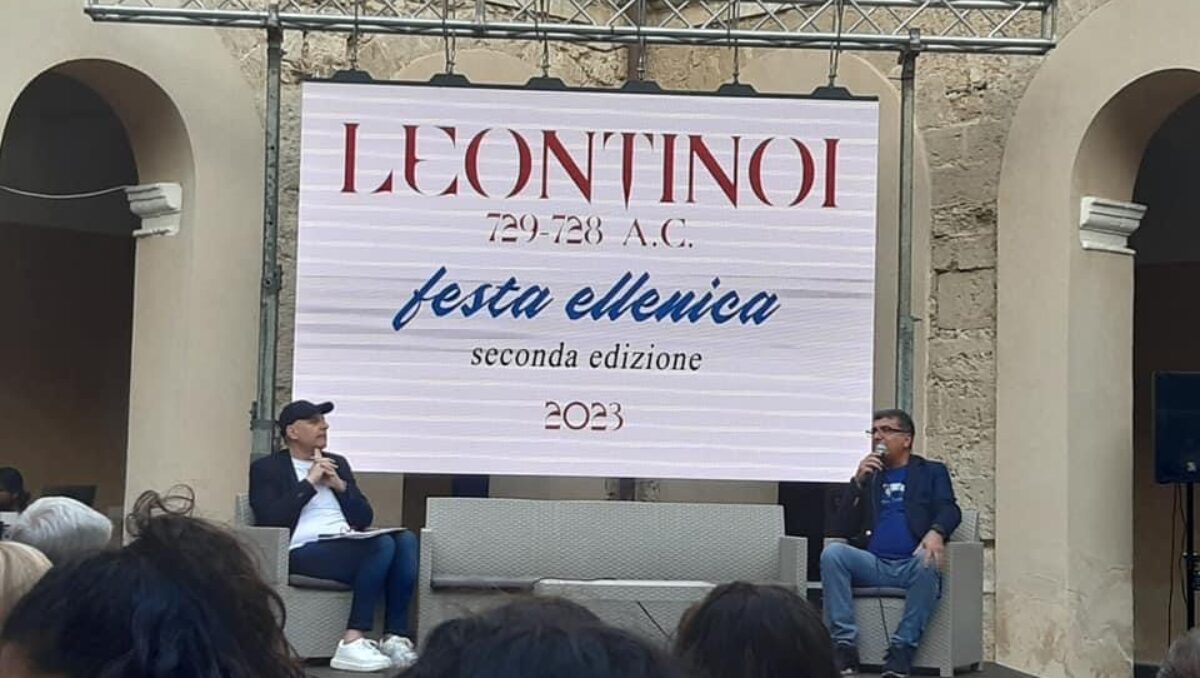 LEONTINOI
729-728 A.C.
festa ellenica
seconda edizione
2023